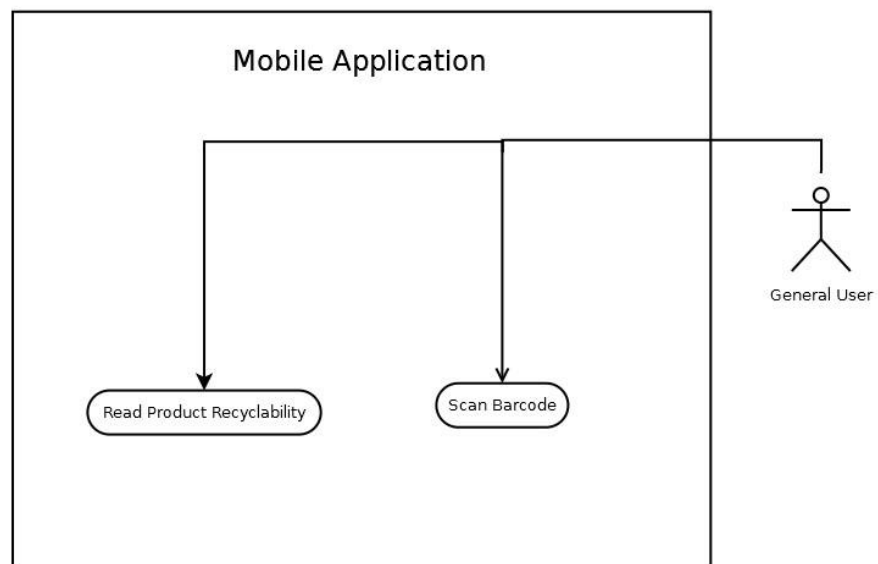 Mobile Application
General User
Read Product Recyclability
Scan Barcode